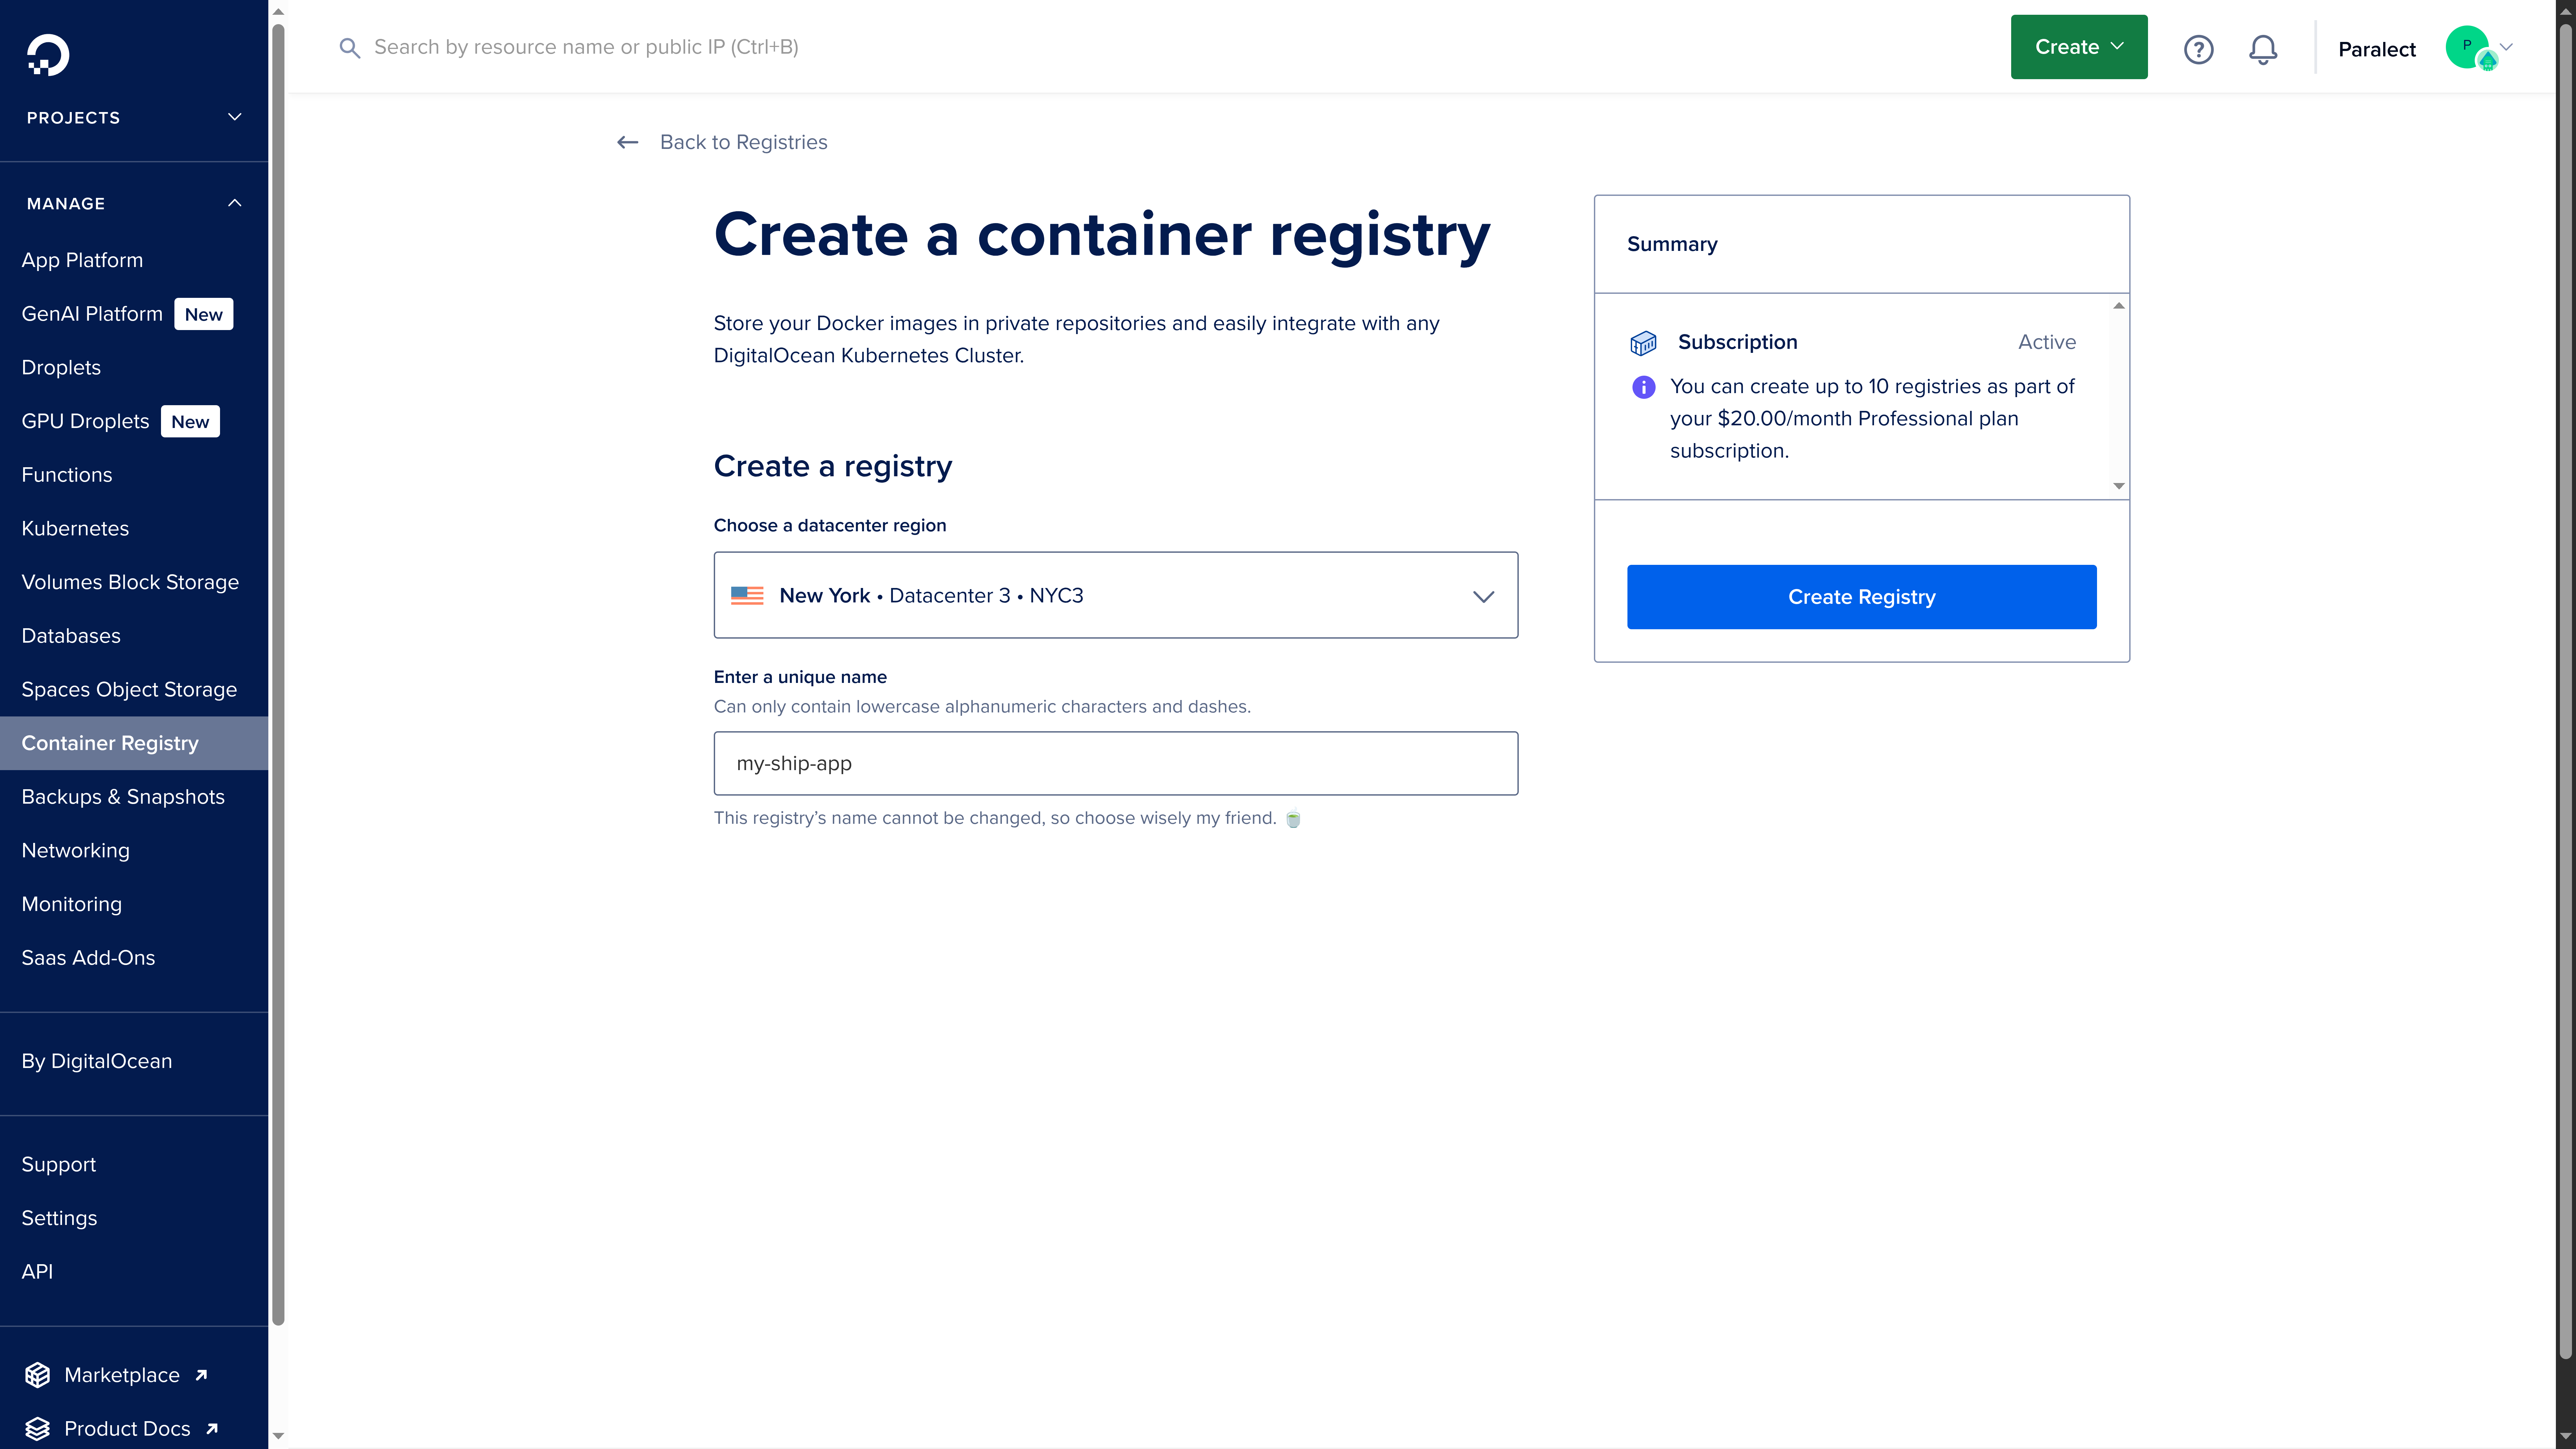 Search by resource name or public IP (Ctrl+B)
Create
Paralect
P
PROJECTS
MANAGE
App Platform
GenAI Platform New
Droplets
GPU Droplets New
Functions
Kubernetes
Volumes Block Storage
Databases
Spaces Object Storage
Container Registry
Backups & Snapshots
Networking
Monitoring
Saas Add-Ons
By DigitalOcean
Support
Settings
API
Marketplace
Product Docs
Back to Registries
Create a container registry
Store your Docker images in private repositories and easily integrate with any
DigitalOcean Kubernetes Cluster.
Create a registry
Choose a datacenter region
New York • Datacenter 3 • NYC3
Enter a unique name
Can only contain lowercase alphanumeric characters and dashes.
my-ship-app
This registry’s name cannot be changed, so choose wisely my friend. 🍵
Summary
Subscription Active
You can create up to 10 registries as part of
your $20.00/month Professional plan
subscription.
Create Registry